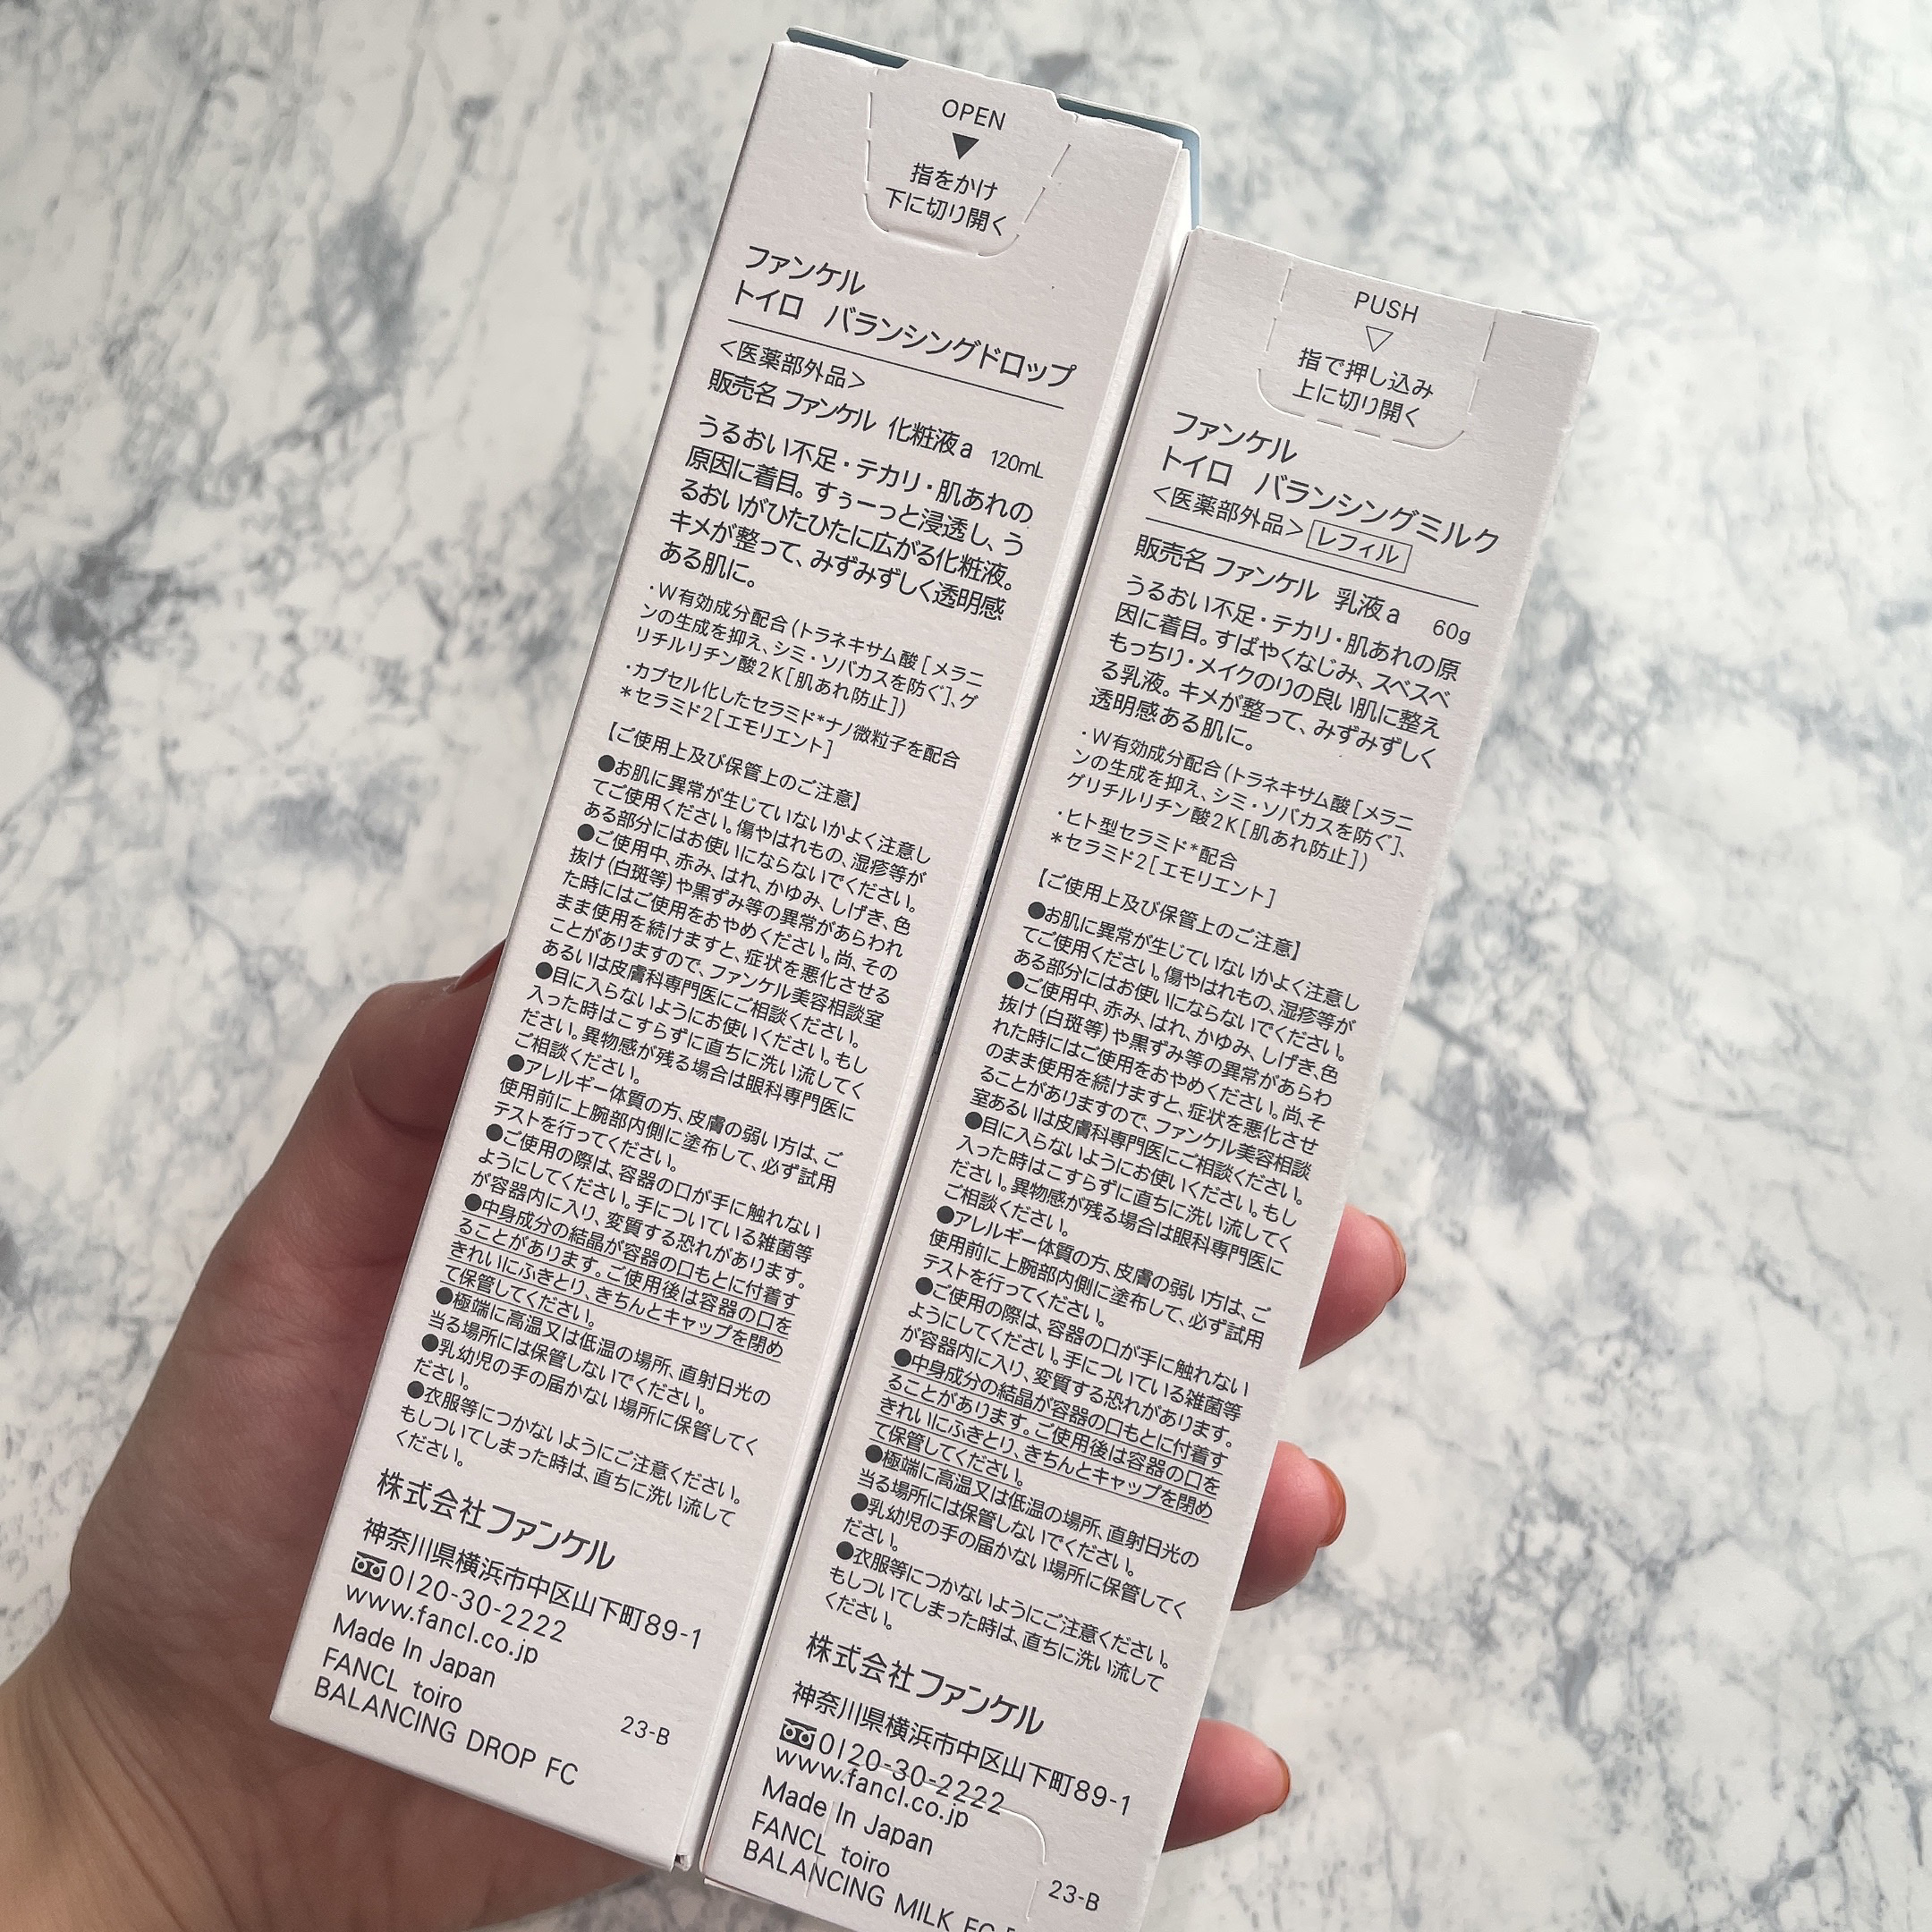 OPEN
▼
指をかけ
下に切り開く
ファンケル
トイロ バランシングドロップ
<医薬部外品>
販売名 ファンケル 化粧液a 120mL
うるおい不足・テカリ・肌あれの
原因に着目。すぅーっと浸透し、う
るおいがひたひたに広がる化粧液。
キメが整って、みずみずしく透明感
ある肌に。
・W有効成分配合(トラネキサム酸[メラニ
ンの生成を抑え、シミ・ソバカスを防ぐ]、グ
リチルリチン酸2K[肌あれ防止])
・カプセル化したセラミド*ナノ微粒子を配合
*セラミド2[エモリエント]
【ご使用上及び保管上のご注意】
●お肌に異常が生じていないかよく注意し
てご使用ください。傷やはれもの、湿疹等が
ある部分にはお使いにならないでください。
●ご使用中、赤み、はれ、かゆみ、しげき、色
抜け(白斑等)や黒ずみ等の異常があらわれ
た時にはご使用をおやめください。尚、その
まま使用を続けますと、症状を悪化させる
ことがありますので、ファンケル美容相談室
あるいは皮膚科専門医にご相談ください。
●目に入らないようにお使いください。もし
入った時はこすらずに直ちに洗い流してく
ださい。異物感が残る場合は眼科専門医に
ご相談ください。
●アレルギー体質の方、皮膚の弱い方は、ご
使用前に上腕部内側に塗布して、必ず試用
テストを行ってください。
●ご使用の際は、容器の口が手に触れない
ようにしてください。手についている雑菌等
が容器内に入り、変質する恐れがあります。
●中身成分の結晶が容器の口もとに付着す
ることがあります。ご使用後は容器の口を
きれいにふきとり、きちんとキャップを閉め
て保管してください。
●極端に高温又は低温の場所、直射日光の
当る場所には保管しないでください。
●乳幼児の手の届かない場所に保管してく
ださい。
●衣服等につかないようにご注意ください。
もしついてしまった時は、直ちに洗い流して
ください。
株式会社ファンケル
神奈川県横浜市中区山下町89-1
0120-30-2222
www.fancl.co.jp
Made In Japan
FANCL toiro
BALANCING DROP FC
23-B
PUSH
▽
指で押し込み
上に切り開く
ファンケル
トイロ バランシングミルク
<医薬部外品> レフィル
販売名 ファンケル 乳液a 60g
うるおい不足・テカリ・肌あれの原
因に着目。すばやくなじみ、スベスベ
もっちり・メイクのりの良い肌に整え
る乳液。キメが整って、みずみずしく
透明感ある肌に。
・W有効成分配合(トラネキサム酸[メラニ
ンの生成を抑え、シミ・ソバカスを防ぐ]、
グリチルリチン酸2K[肌あれ防止])
・ヒト型セラミド*配合
*セラミド2[エモリエント]
【ご使用上及び保管上のご注意】
●お肌に異常が生じていないかよく注意し
てご使用ください。傷やはれもの、湿疹等が
ある部分にはお使いにならないでください。
●ご使用中、赤み、はれ、かゆみ、しげき、色
抜け(白斑等)や黒ずみ等の異常があらわ
れた時にはご使用をおやめください。尚、そ
のまま使用を続けますと、症状を悪化させ
ることがありますので、ファンケル美容相談
室あるいは皮膚科専門医にご相談ください。
●目に入らないようにお使いください。もし
入った時はこすらずに直ちに洗い流してく
ださい。異物感が残る場合は眼科専門医に
ご相談ください。
●アレルギー体質の方、皮膚の弱い方は、ご
使用前に上腕部内側に塗布して、必ず試用
テストを行ってください。
●ご使用の際は、容器の口が手に触れない
ようにしてください。手についている雑菌等
が容器内に入り、変質する恐れがあります。
●中身成分の結晶が容器の口もとに付着す
ることがあります。ご使用後は容器の口を
きれいにふきとり、きちんとキャップを閉め
て保管してください。
●極端に高温又は低温の場所、直射日光の
当る場所には保管しないでください。
●乳幼児の手の届かない場所に保管してく
ださい。
●衣服等につかないようにご注意ください。
もしついてしまった時は、直ちに洗い流して
ください。
株式会社ファンケル
神奈川県横浜市中区山下町89-1
0120-30-2222
www.fancl.co.jp
Made In Japan
FANCL toiro
BALANCING MILK FC
23-B